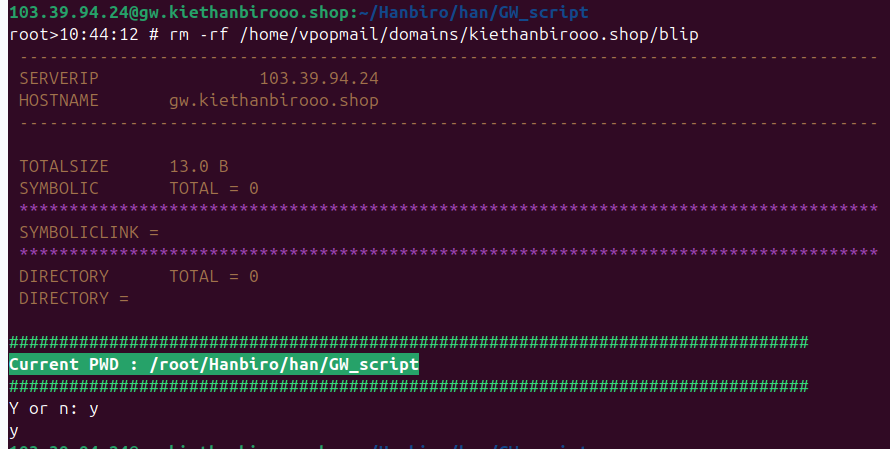 103.39.94.24@gw.kiethanbirooo.shop:~/Hanbiro/han/GW_script
root>10:44:12 # rm -rf /home/vpopmail/domains/kiethanbirooo.shop/blip
--------------------------------------------------------------------------------------
SERVERIP                103.39.94.24
HOSTNAME       gw.kiethanbirooo.shop
--------------------------------------------------------------------------------------
TOTALSIZE      13.0 B
SYMBOLIC       TOTAL = 0
**************************************************************************************
SYMBOLICLINK =
**************************************************************************************
DIRECTORY      TOTAL = 0
DIRECTORY =
################################################################################
Current PWD : /root/Hanbiro/han/GW_script
################################################################################
Y or n: y
y